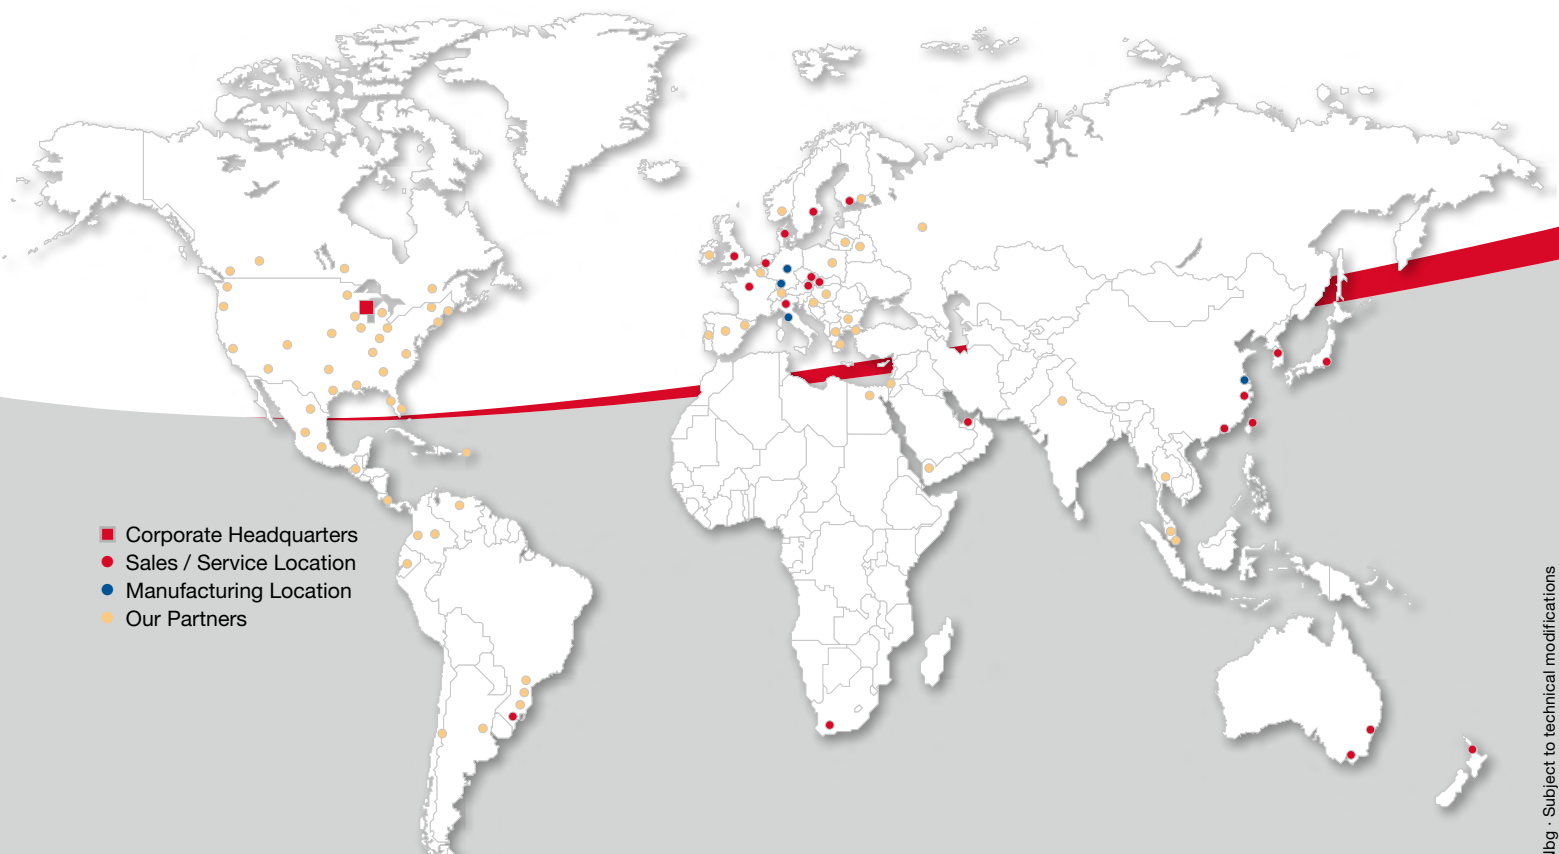 Corporate Headquarters
Sales / Service Location
Manufacturing Location
Our Partners
· Subject to technical modifications